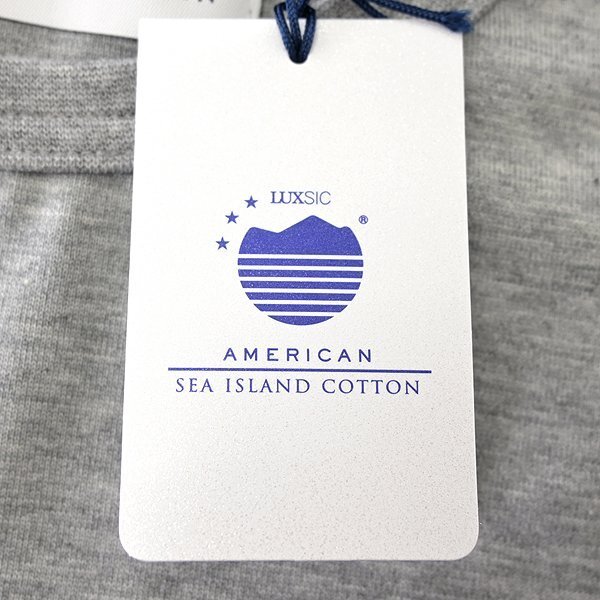 LUXSIC
®
AMERICAN
SEA ISLAND COTTON